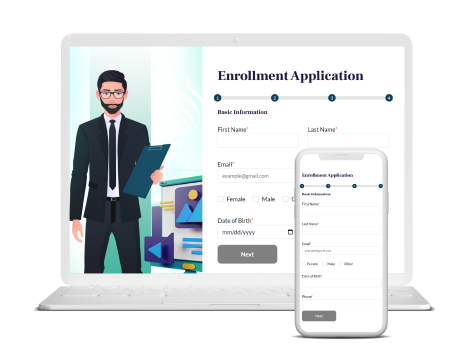 Enrollment Application
1 2 3 4
Basic Information
First Name* Last Name*
Email*
example@gmail.com
Female Male O
Date of Birth*
mm/dd/yyyy
Next
Enrollment Application
Basic Information
First Name*
Last Name*
Email*
example@gmail.com
Female Male Other
Date of Birth*
Phone*
Next